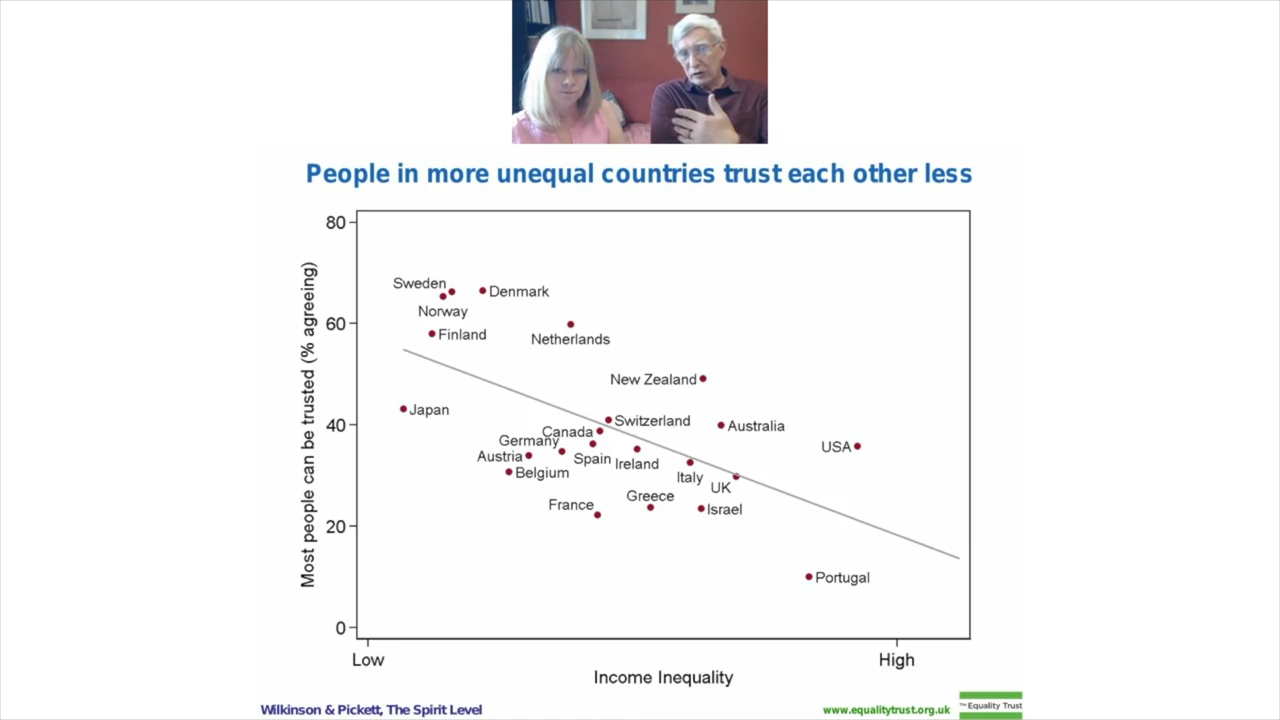 People in more unequal countries trust each other less
Most people can be trusted (% agreeing)
80
60
40
20
0
Sweden
Denmark
Norway
Finland
Netherlands
New Zealand
Japan
Switzerland
Australia
Canada
Germany
USA
Austria
Spain
Ireland
Belgium
Italy
UK
Greece
France
Israel
Portugal
Low
High
Income Inequality
Wilkinson & Pickett, The Spirit Level
www.equalitytrust.org.uk
The Equality Trust